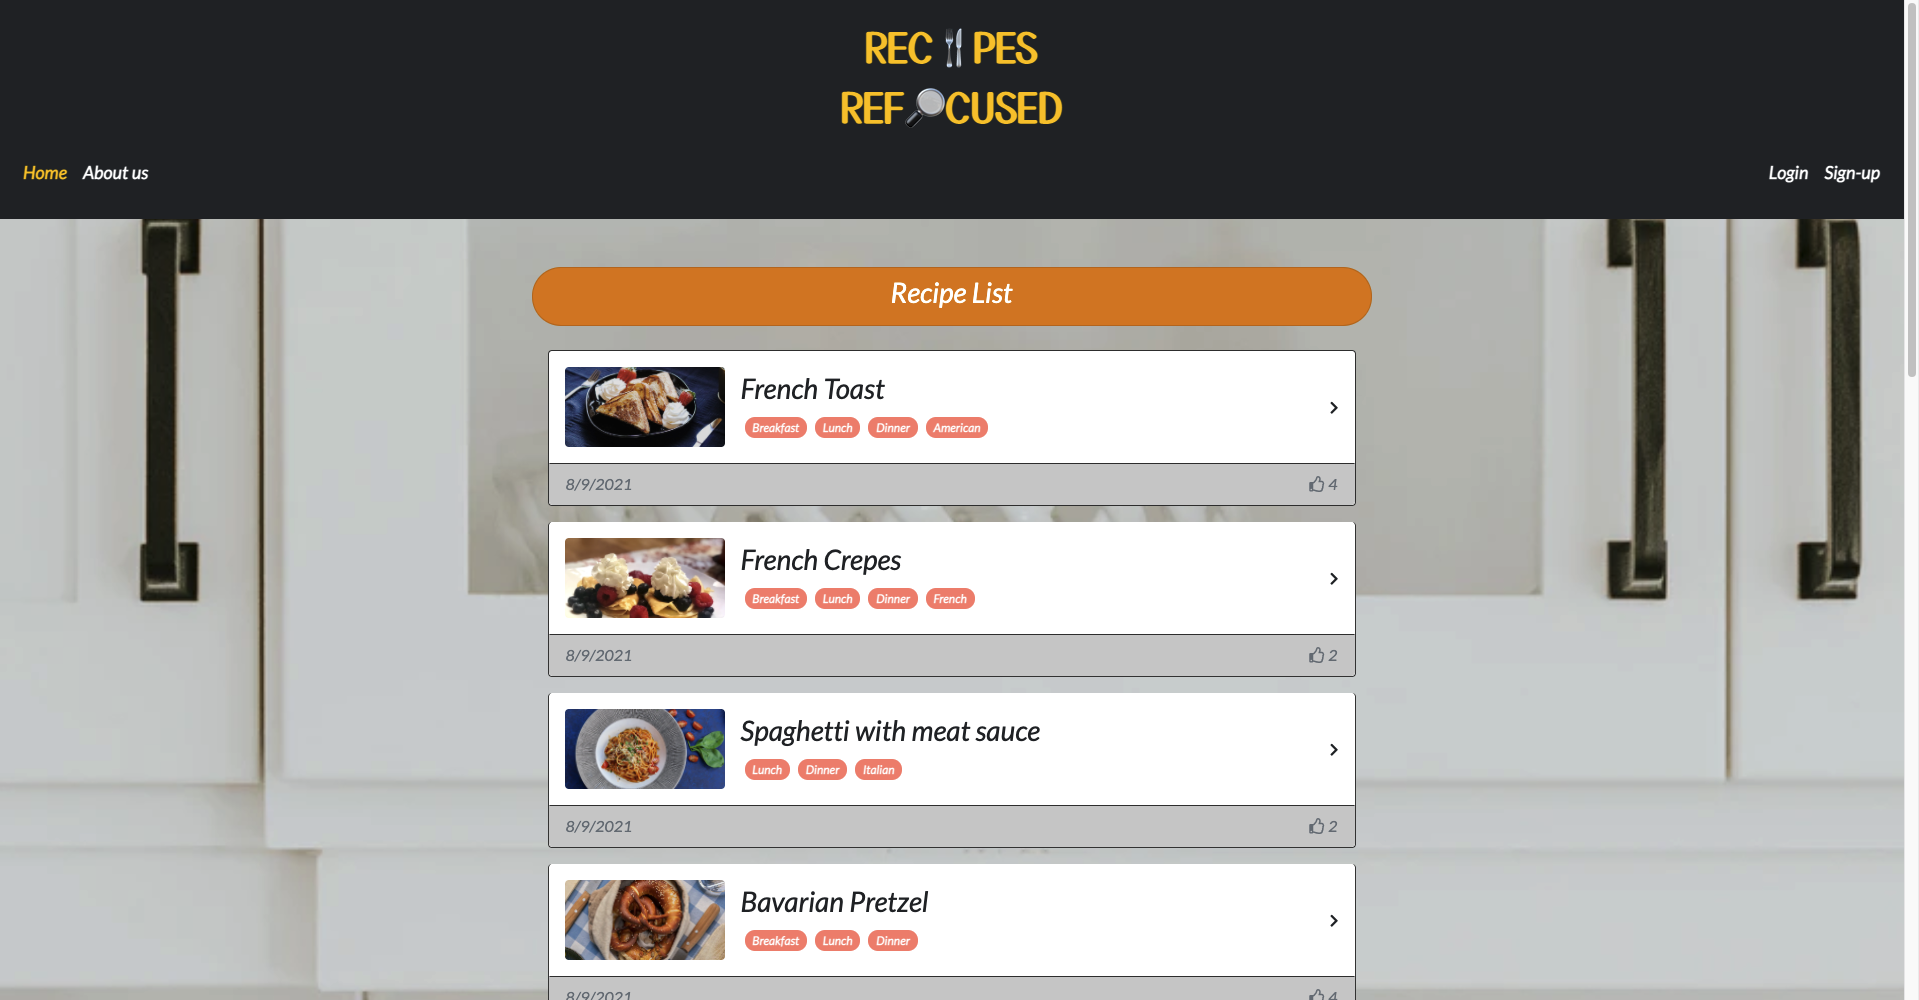 REC PES
REF CUSED
Home About us Login Sign-up
Recipe List
French Toast
Breakfast Lunch Dinner American
8/9/2021 4
French Crepes
Breakfast Lunch Dinner French
8/9/2021 2
Spaghetti with meat sauce
Lunch Dinner Italian
8/9/2021 2
Bavarian Pretzel
Breakfast Lunch Dinner
8/9/2021 4